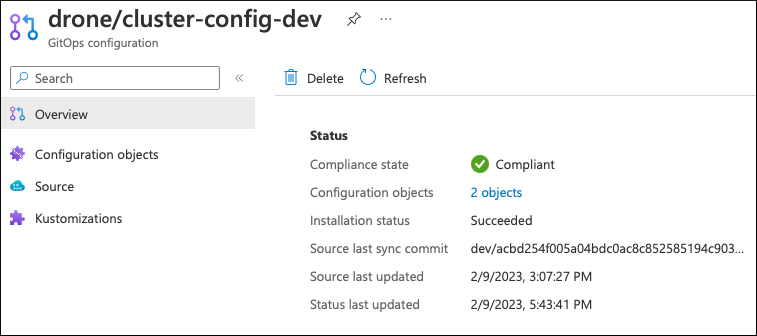 drone/cluster-config-dev
GitOps configuration
Search
«
Delete
Refresh
Overview
Configuration objects
Source
Kustomizations
Status
Compliance state Compliant
Configuration objects 2 objects
Installation status Succeeded
Source last sync commit dev/acbd254f005a04bdc0ac8c852585194c903...
Source last updated 2/9/2023, 3:07:27 PM
Status last updated 2/9/2023, 5:43:41 PM